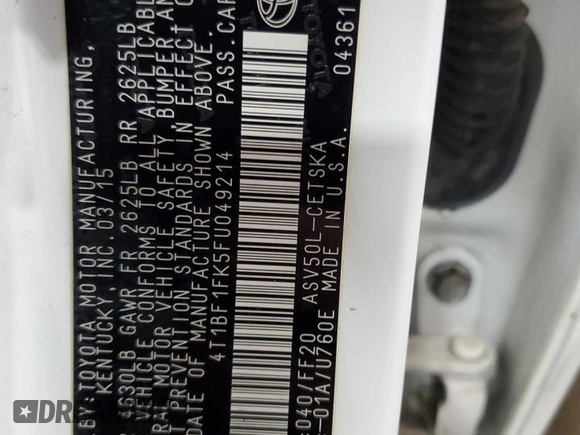 BY: TOYOTA MOTOR MANUFACTURING,
KENTUCKY INC. 03/15
4630LB GAWR FR 2625LB RR 2625LB
VEHICLE CONFORMS TO ALL APPLICABLE
MOTOR VEHICLE SAFETY, BUMPER AND
PREVENTION STANDARDS IN EFFECT
DATE OF MANUFACTURE SHOWN ABOVE.
4T1BF1FK5FU049214 PASS.CAR
040/FF20 ASV50L-CETSKA
-01A/U760E MADE IN U.S.A. 04361
TOYOTA